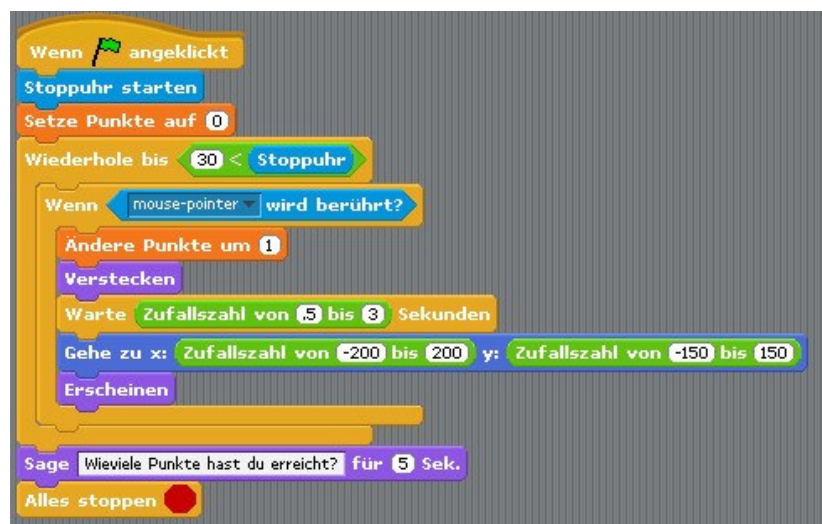 Wenn angeklickt
Stoppuhr starten
Setze Punkte auf 0
Wiederhole bis 30 < Stoppuhr
Wenn mouse-pointer wird berührt?
Ändere Punkte um 1
Verstecken
Warte Zufallszahl von .5 bis 3 Sekunden
Gehe zu x: Zufallszahl von -200 bis 200 y: Zufallszahl von -150 bis 150
Erscheinen
Sage Wieviele Punkte hast du erreicht? für 5 Sek.
Alles stoppen